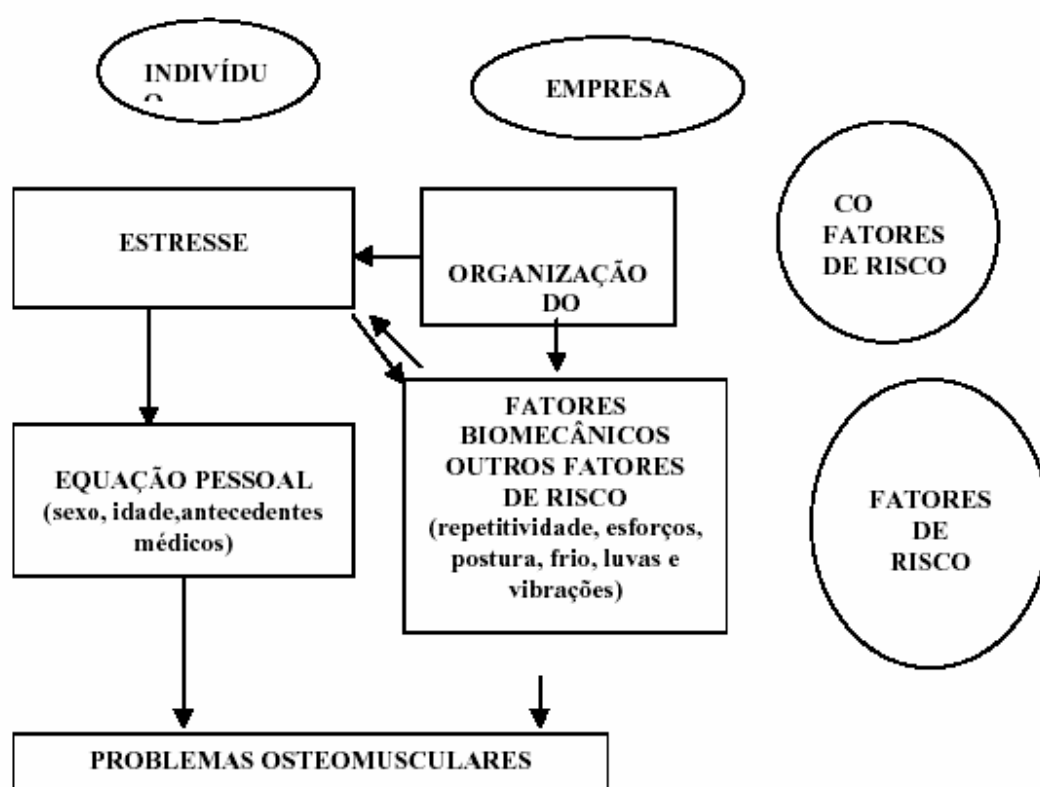 INDIVÍDU
EMPRESA
CO
FATORES
DE RISCO
ESTRESSE
ORGANIZAÇÃO
DO
FATORES
BIOMECÂNICOS
OUTROS FATORES
DE RISCO
(repetitividade, esforços,
postura, frio, luvas e
vibrações)
EQUAÇÃO PESSOAL
(sexo, idade,antecedentes
médicos)
FATORES
DE
RISCO
PROBLEMAS OSTEOMUSCULARES